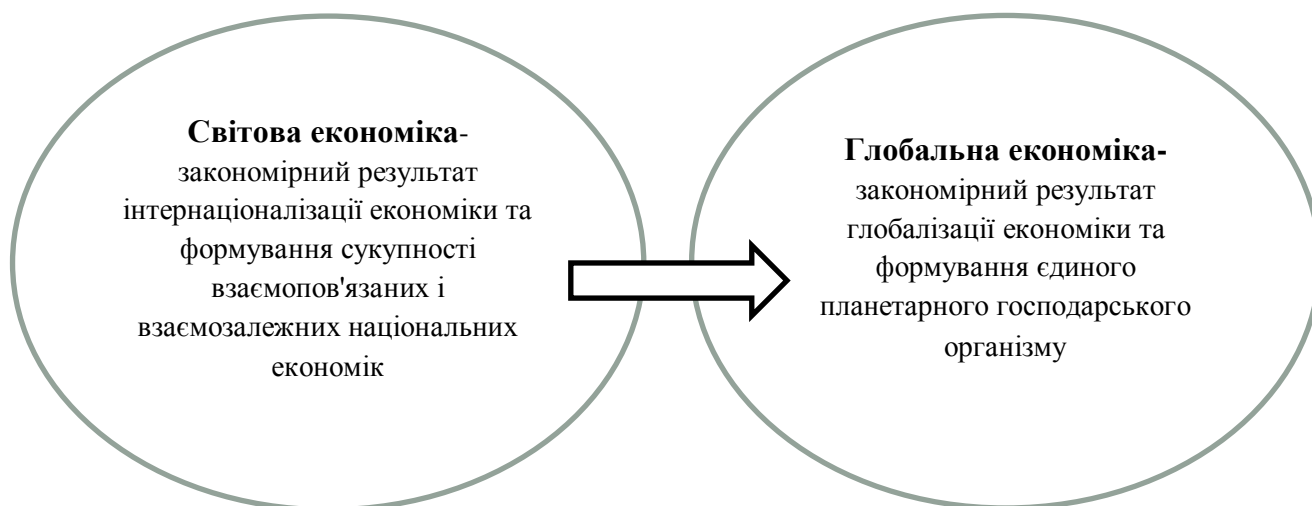 Світова економіка-
закономірний результат
інтернаціоналізації економіки та
формування сукупності
взаємопов'язаних і
взаємозалежних національних
економік
Глобальна економіка-
закономірний результат
глобалізації економіки та
формування єдиного
планетарного господарського
організму